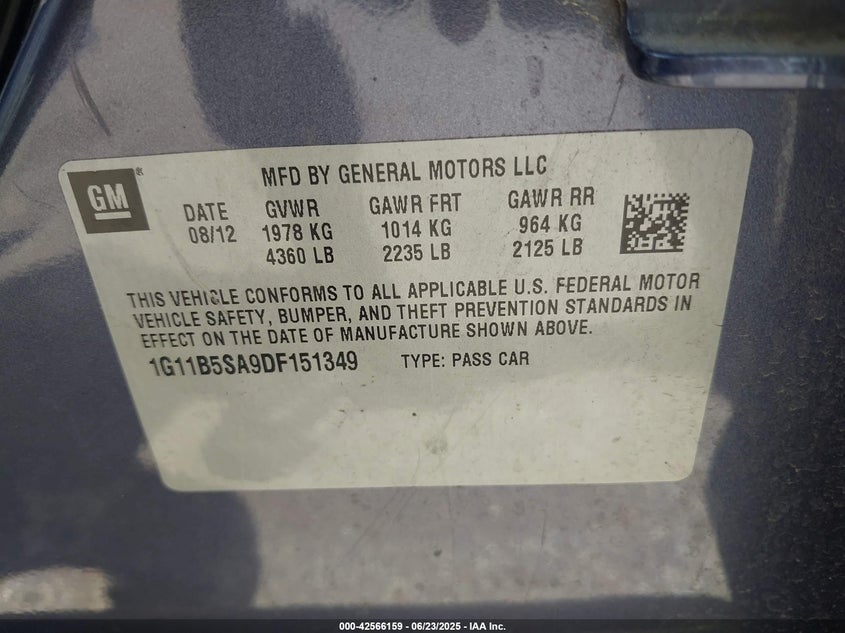 GM ®
MFD BY GENERAL MOTORS LLC
DATE GVWR GAWR FRT GAWR RR
08/12 1978 KG 1014 KG 964 KG
4360 LB 2235 LB 2125 LB
THIS VEHICLE CONFORMS TO ALL APPLICABLE U.S. FEDERAL MOTOR
VEHICLE SAFETY, BUMPER, AND THEFT PREVENTION STANDARDS IN
EFFECT ON THE DATE OF MANUFACTURE SHOWN ABOVE.
1G11B5SA9DF151349 TYPE: PASS CAR
000-42566159 - 06/23/2025 - IAA Inc.